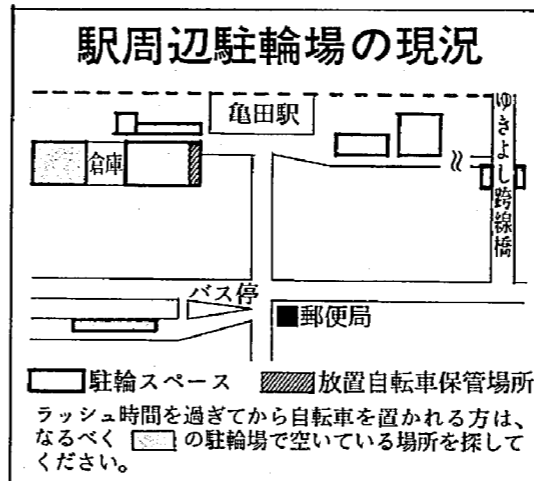 駅周辺駐輪場の現況
亀田駅
倉庫
ゆきよし跨線橋
バス停
郵便局
駐輪スペース
放置自転車保管場所
ラッシュ時間を過ぎてから自転車を置かれる方は、
なるべく の駐輪場で空いている場所を探して
ください。